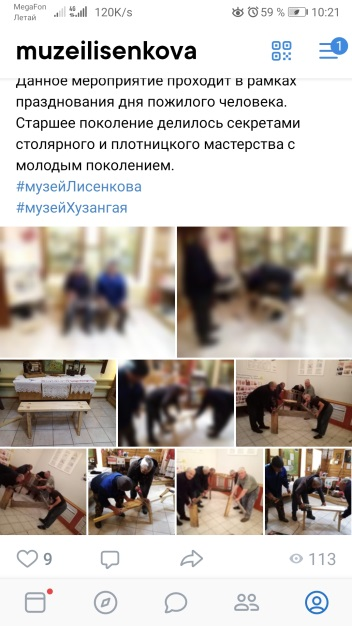 MegaFon
Летай
4G
120K/s
59 %
10:21
muzeilisenkova
1
Данное мероприятие проходит в рамках
празднования дня пожилого человека.
Старшее поколение делилось секретами
столярного и плотницкого мастерства с
молодым поколением.
#музейЛисенкова
#музейХузангая
9
113